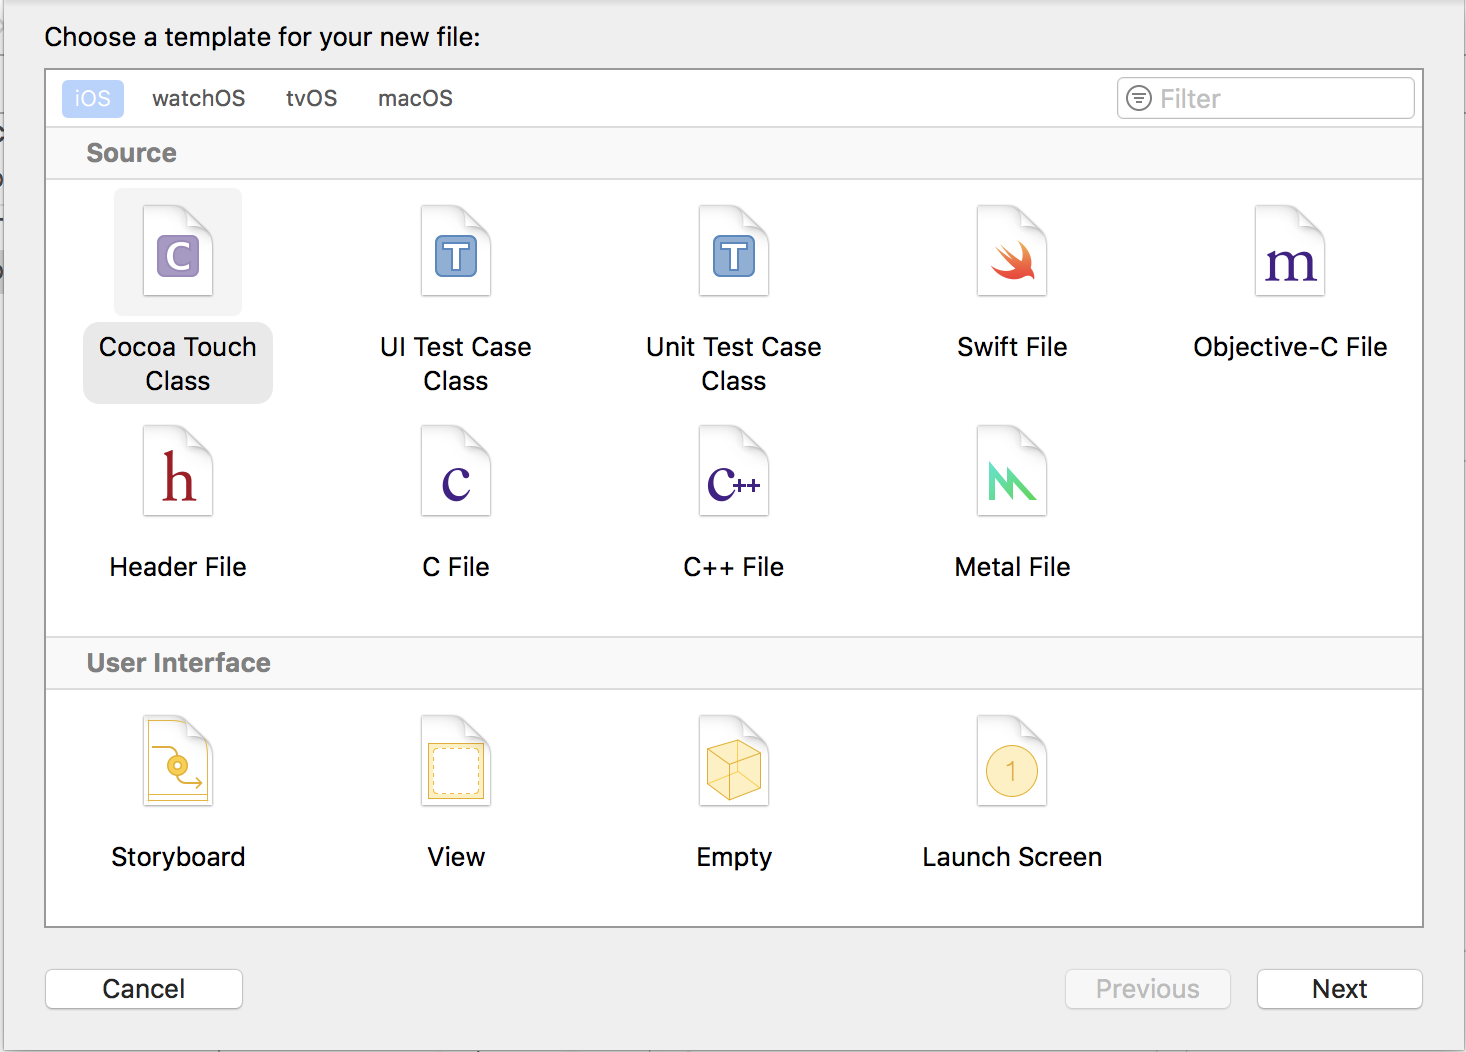 Choose a template for your new file:
iOS watchOS tvOS macOS Filter
Source
C T T m
Cocoa Touch Class
UI Test Case Class
Unit Test Case Class
Swift File
Objective-C File
h c C++
Header File C File C++ File Metal File
User Interface
1
Storyboard View Empty Launch Screen
Cancel Previous Next